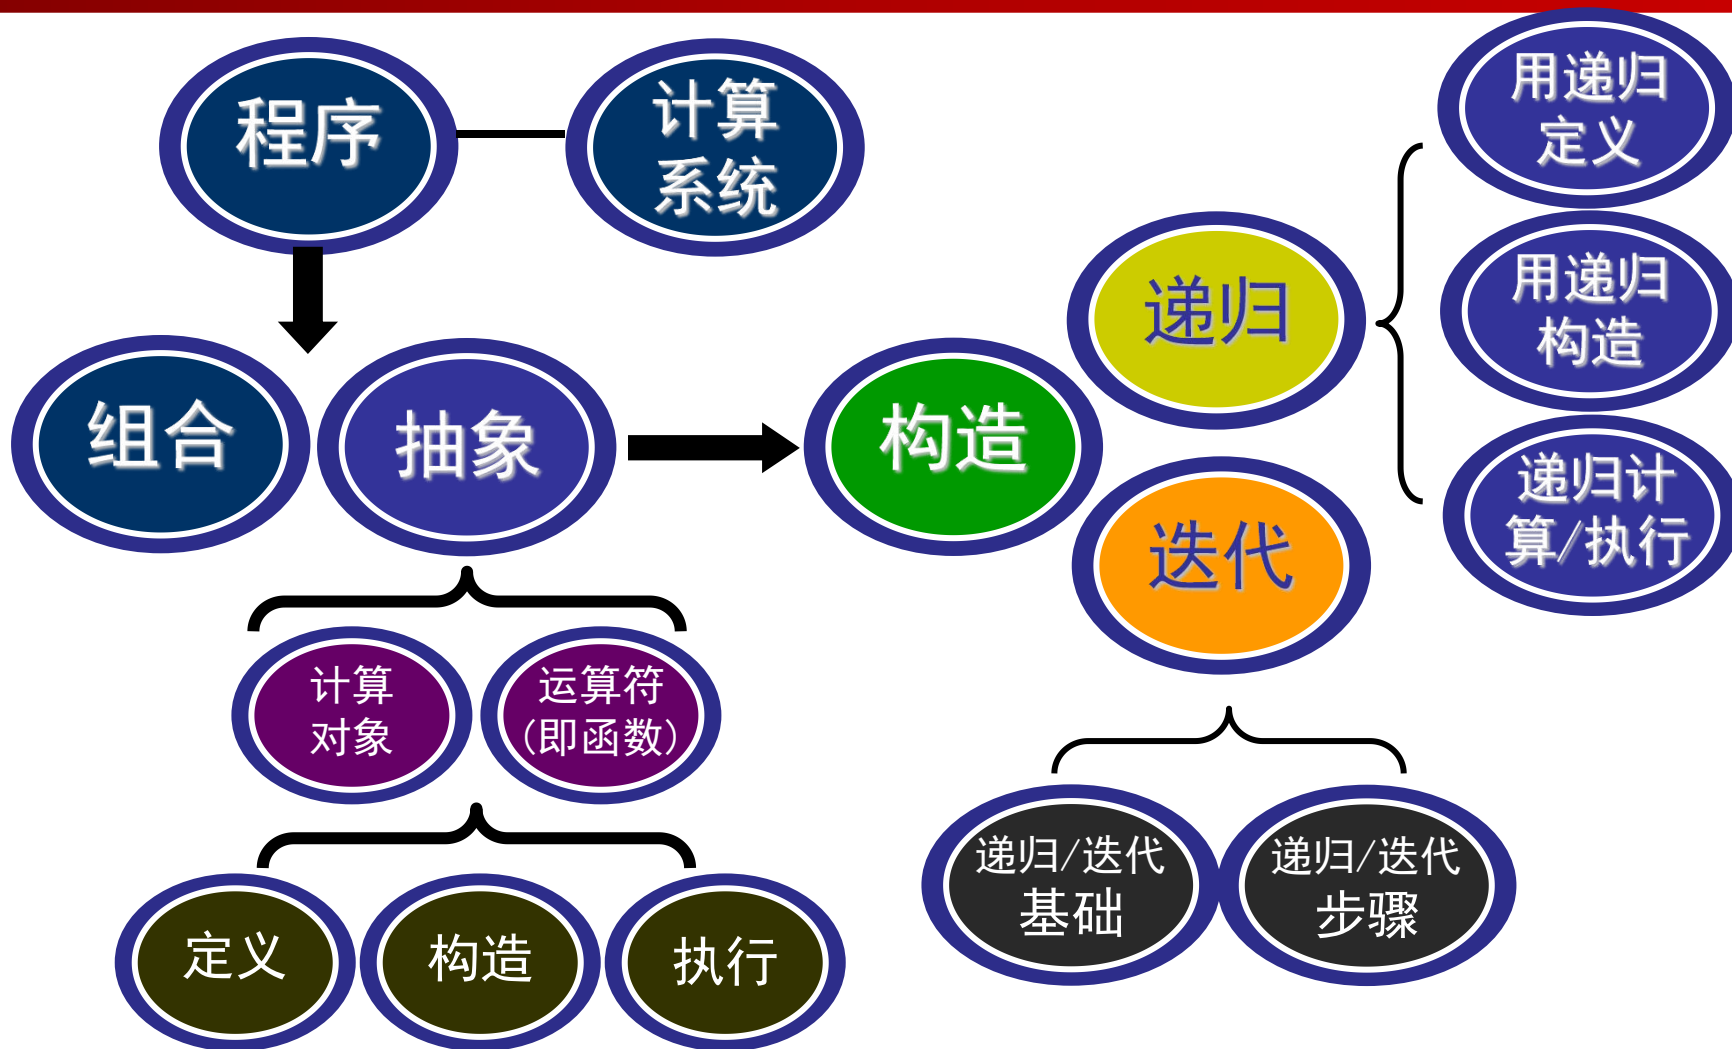 程序
计算
系统
用递归
定义
用递归
构造
递归计
算/执行
递归
迭代
组合
抽象
构造
计算
对象
运算符
(即函数)
定义
构造
执行
递归/迭代
基础
递归/迭代
步骤